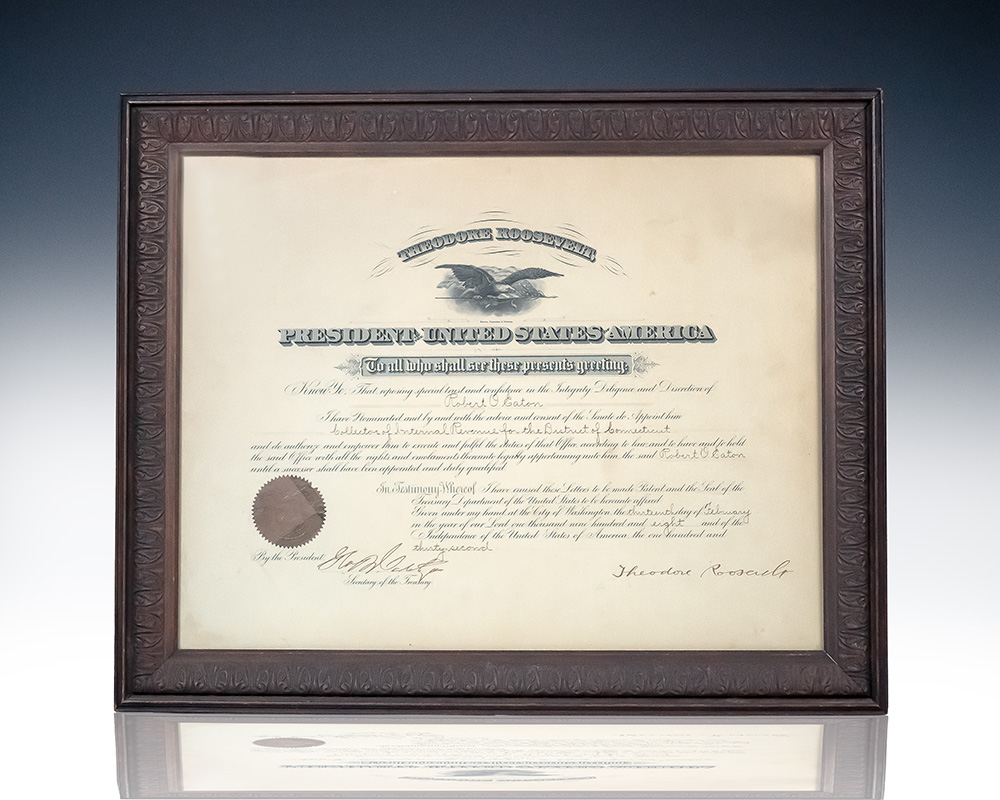 THEODORE ROOSEVELT,
PRESIDENT UNITED STATES AMERICA
To all who shall see these presents greeting:
Know Ye, That reposing special trust and confidence in the Integrity Diligence and Discretion of
Robert O Eaton
I have Nominated and by and with the advice and consent of the Senate do Appoint him
Collector of Internal Revenue for the District of Connecticut
and do authorize and empower him to execute and fulfil the duties of that Office according to law and to have and to hold
the said Office with all the rights and emoluments thereunto legally appertaining unto him the said Robert O Eaton
until a successor shall have been appointed and duly qualified
In Testimony Whereof I have caused these Letters to be made Patent and the Seal of the
Treasury Department of the United States to be hereunto affixed
Given under my hand at the City of Washington the thirteenth day of February
in the year of our Lord one thousand nine hundred and eight and of the
Independence of the United States of America the one hundred and
thirty-second
By the President
Secretary of the Treasury
Theodore Roosevelt